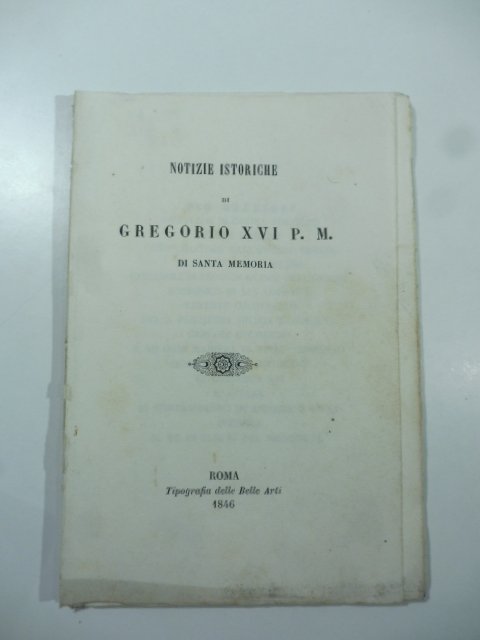 NOTIZIE ISTORICHE
DI
GREGORIO XVI P. M.
DI SANTA MEMORIA
ROMA
Tipografia delle Belle Arti
1846